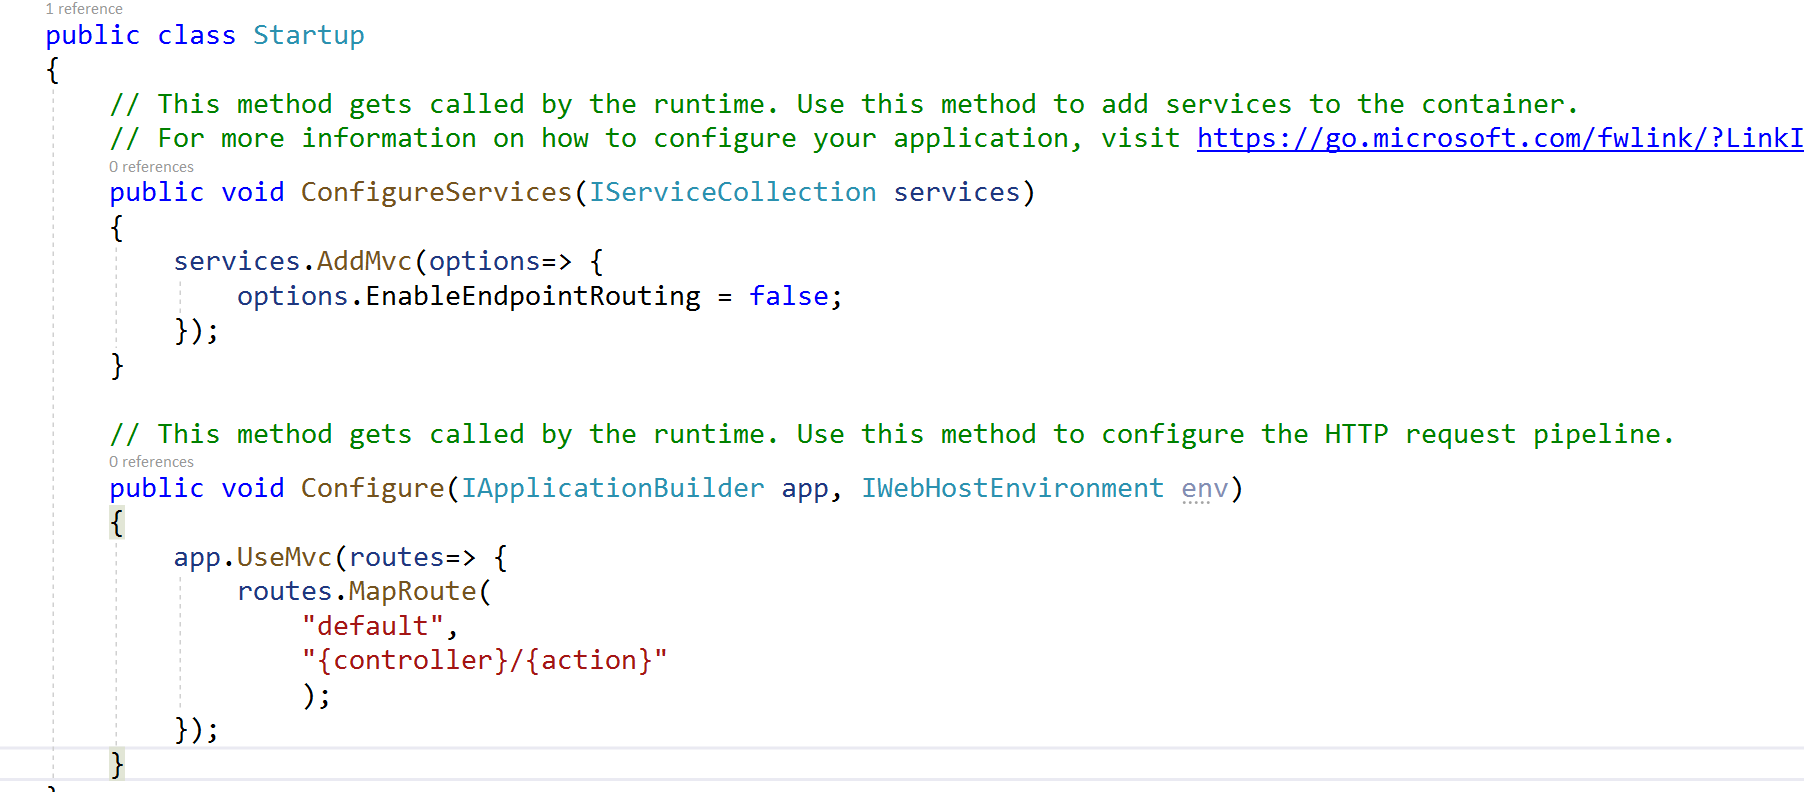 1 reference
public class Startup
{
// This method gets called by the runtime. Use this method to add services to the container.
// For more information on how to configure your application, visit https://go.microsoft.com/fwlink/?LinkI
0 references
public void ConfigureServices(IServiceCollection services)
{
services.AddMvc(options=> {
options.EnableEndpointRouting = false;
});
}
// This method gets called by the runtime. Use this method to configure the HTTP request pipeline.
0 references
public void Configure(IApplicationBuilder app, IWebHostEnvironment env)
{
app.UseMvc(routes=> {
routes.MapRoute(
"default",
"{controller}/{action}"
);
});
}